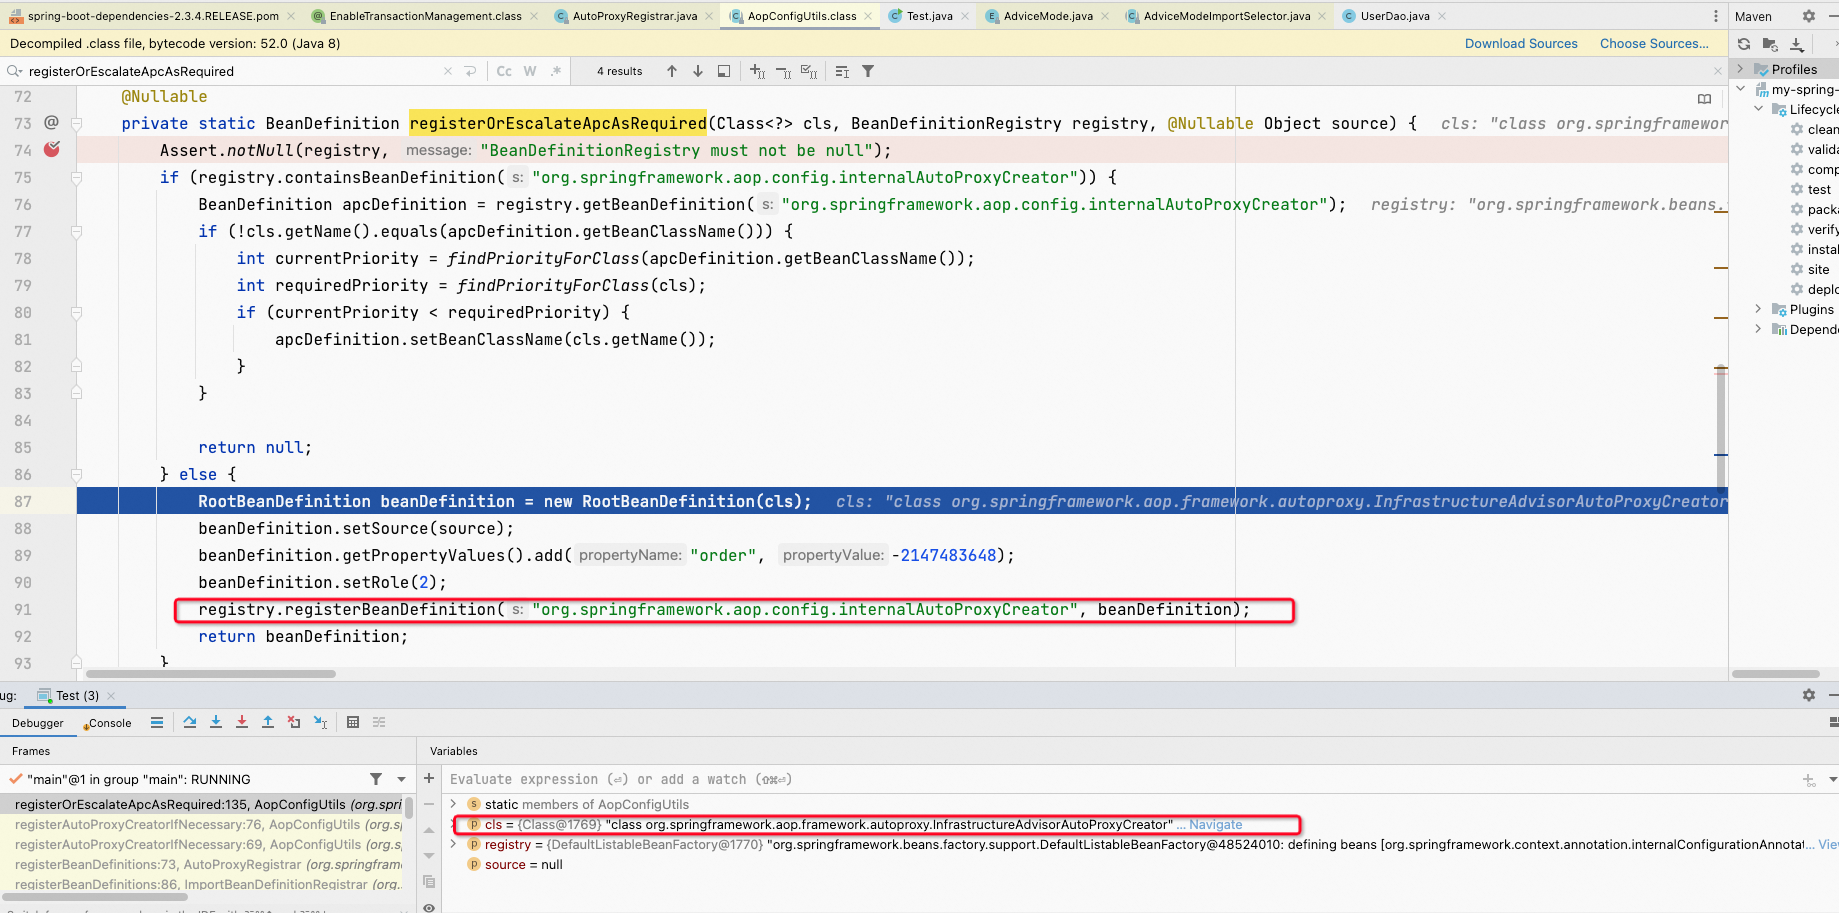 spring-boot-dependencies-2.3.4.RELEASE.pom EnableTransactionManagement.class AutoProxyRegistrar.java AopConfigUtils.class Test.java AdviceMode.java AdviceModeImportSelector.java UserDao.java Maven
Decompiled .class file, bytecode version: 52.0 (Java 8) Download Sources Choose Sources...
registerOrEscalateApcAsRequired Cc W .* 4 results
Profiles
my-spring-
Lifecycle
clean
valida
comp
test
packa
verify
instal
site
deplo
Plugins
Depende
72 @Nullable
73 @ private static BeanDefinition registerOrEscalateApcAsRequired(Class<?> cls, BeanDefinitionRegistry registry, @Nullable Object source) { cls: "class org.springframewor
74 Assert.notNull(registry, message: "BeanDefinitionRegistry must not be null");
75 if (registry.containsBeanDefinition( s: "org.springframework.aop.config.internalAutoProxyCreator")) {
76 BeanDefinition apcDefinition = registry.getBeanDefinition( s: "org.springframework.aop.config.internalAutoProxyCreator"); registry: "org.springframework.beans.
77 if (!cls.getName().equals(apcDefinition.getBeanClassName())) {
78 int currentPriority = findPriorityForClass(apcDefinition.getBeanClassName());
79 int requiredPriority = findPriorityForClass(cls);
80 if (currentPriority < requiredPriority) {
81 apcDefinition.setBeanClassName(cls.getName());
82 }
83 }
84
85 return null;
86 } else {
87 RootBeanDefinition beanDefinition = new RootBeanDefinition(cls); cls: "class org.springframework.aop.framework.autoproxy.InfrastructureAdvisorAutoProxyCreator
88 beanDefinition.setSource(source);
89 beanDefinition.getPropertyValues().add( propertyName: "order", propertyValue: -2147483648);
90 beanDefinition.setRole(2);
91 registry.registerBeanDefinition( s: "org.springframework.aop.config.internalAutoProxyCreator", beanDefinition);
92 return beanDefinition;
93 }
ug: Test (3)
Debugger Console
Frames Variables
"main"@1 in group "main": RUNNING
registerOrEscalateApcAsRequired:135, AopConfigUtils (org.spri
registerAutoProxyCreatorIfNecessary:76, AopConfigUtils (org.s
registerAutoProxyCreatorIfNecessary:69, AopConfigUtils (org.s
registerBeanDefinitions:73, AutoProxyRegistrar (org.springfram
registerBeanDefinitions:86, ImportBeanDefinitionRegistrar (org.
Evaluate expression (⏎) or add a watch (⇧⌘⏎)
s static members of AopConfigUtils
p cls = {Class@1769} "class org.springframework.aop.framework.autoproxy.InfrastructureAdvisorAutoProxyCreator" ... Navigate
p registry = {DefaultListableBeanFactory@1770} "org.springframework.beans.factory.support.DefaultListableBeanFactory@48524010: defining beans [org.springframework.context.annotation.internalConfigurationAnnotat... View
p source = null